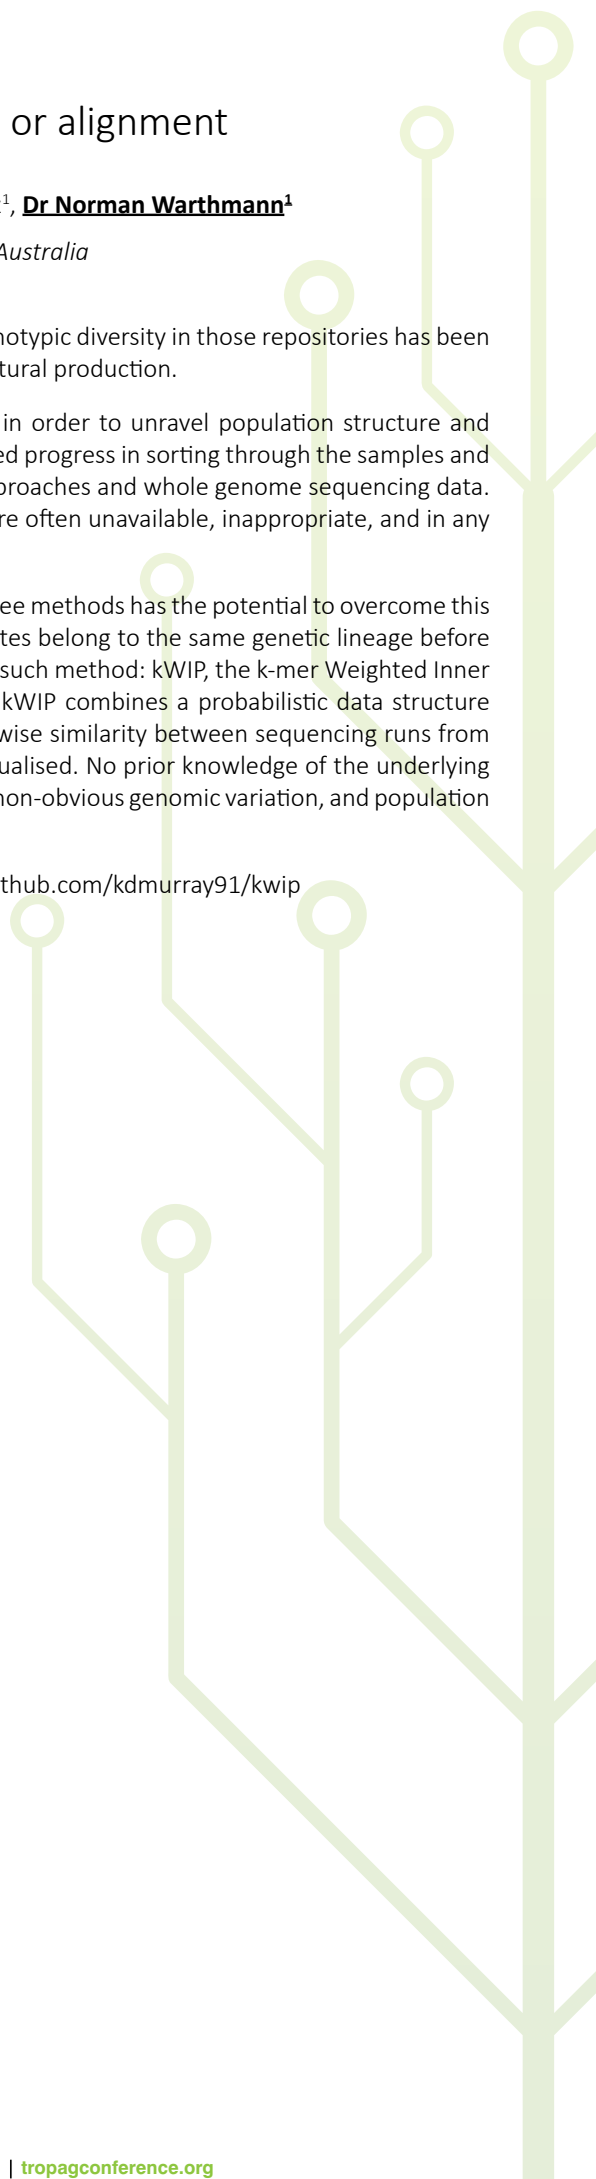 or alignment
¹, Dr Norman Warthmann¹
Australia
notypic diversity in those repositories has been
tural production.
in order to unravel population structure and
ed progress in sorting through the samples and
proaches and whole genome sequencing data.
re often unavailable, inappropriate, and in any
ree methods has the potential to overcome this
tes belong to the same genetic lineage before
such method: kWIP, the k-mer Weighted Inner
kWIP combines a probabilistic data structure
wise similarity between sequencing runs from
ualised. No prior knowledge of the underlying
non-obvious genomic variation, and population
thub.com/kdmurray91/kwip
| tropagconference.org